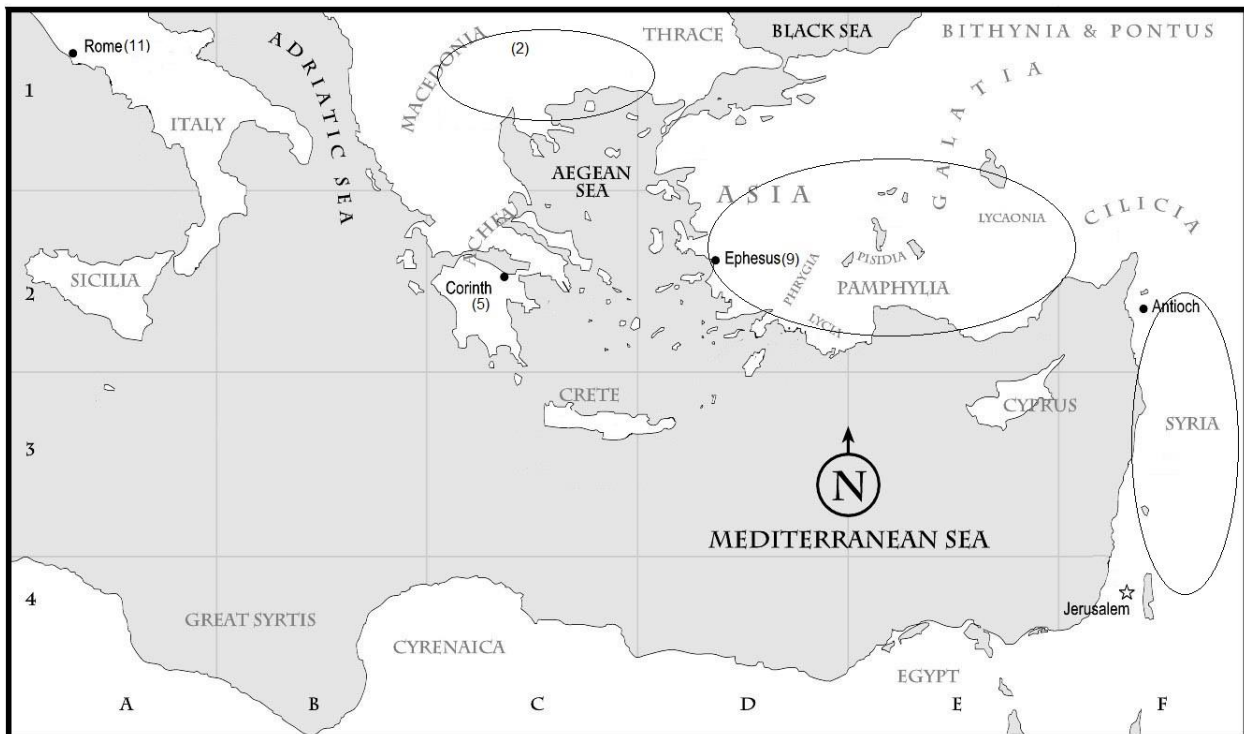 (2)
THRACE
BLACK SEA
BITHYNIA & PONTUS
Rome (11)
ADRIATIC SEA
MACEDONIA
GALATIA
1
ITALY
AEGEAN
SEA
ASIA
LYCAONIA
CILICIA
ACHEA
Ephesus (9)
PISIDIA
PHRYGIA
SICILIA
2
Corinth
(5)
PAMPHYLIA
LYCIA
Antioch
CRETE
CYPRUS
SYRIA
3
N
MEDITERRANEAN SEA
4
Jerusalem
GREAT SYRTIS
CYRENAICA
EGYPT
A
B
C
D
E
F